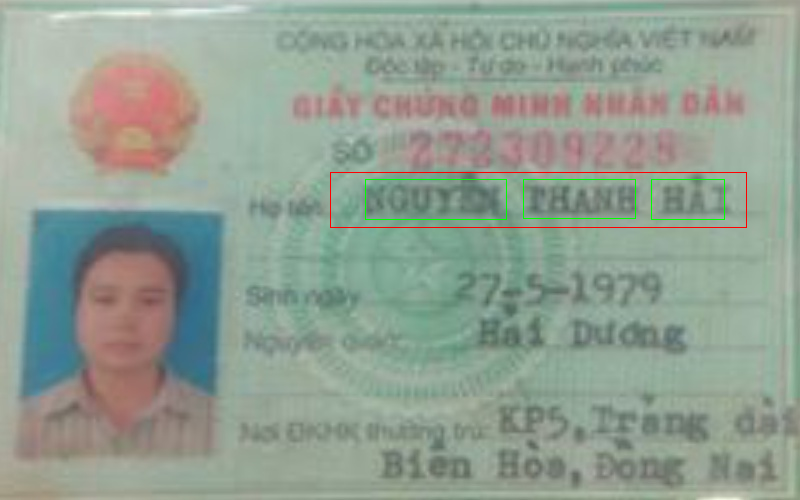 CỘNG HÒA XÃ HỘI CHỦ NGHĨA VIỆT NAM
Độc lập - Tự do - Hạnh phúc
GIẤY CHỨNG MINH NHÂN DÂN
SỐ 272309228
Họ tên: NGUYỄN THANH HẢI
Sinh ngày 27-5-1979
Nguyên quán: Hải Dương
Nơi ĐKHK thường trú: KP5, Trảng dài
Biên Hòa, Đồng Nai